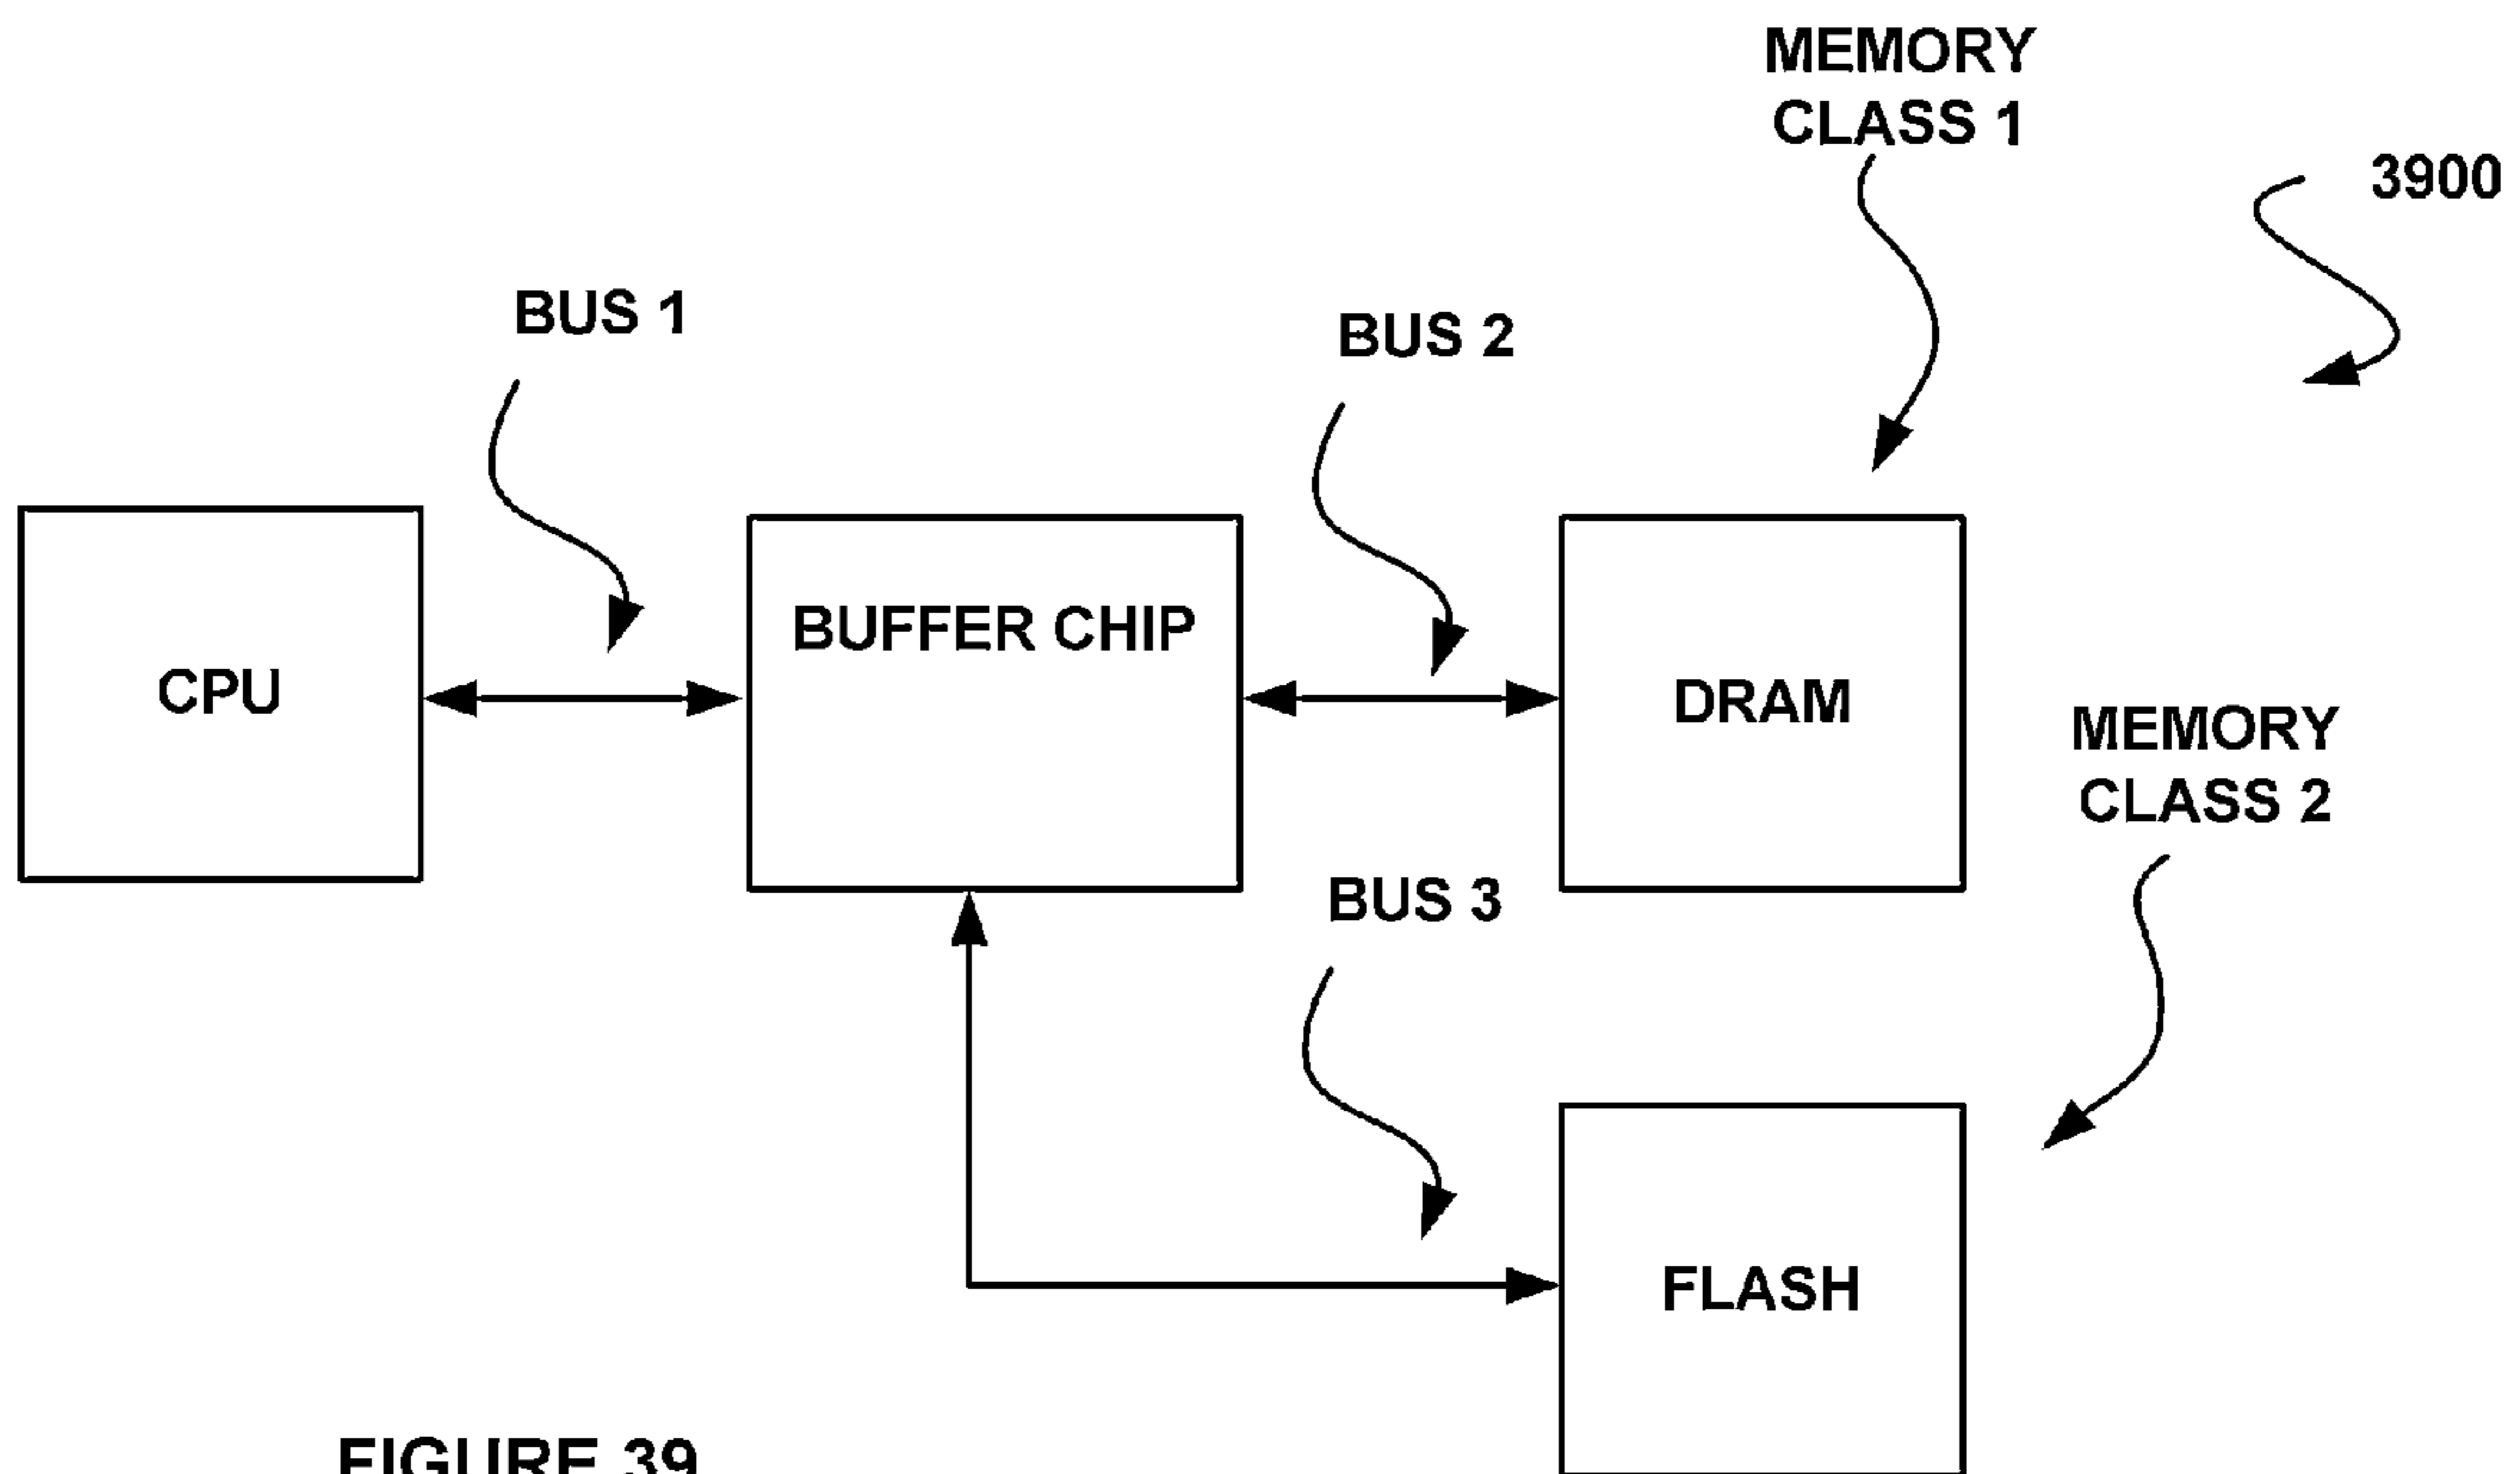 MEMORY
CLASS 1
3900
BUS 1
BUS 2
CPU
BUFFER CHIP
DRAM
MEMORY
CLASS 2
BUS 3
FLASH
FIGURE 39